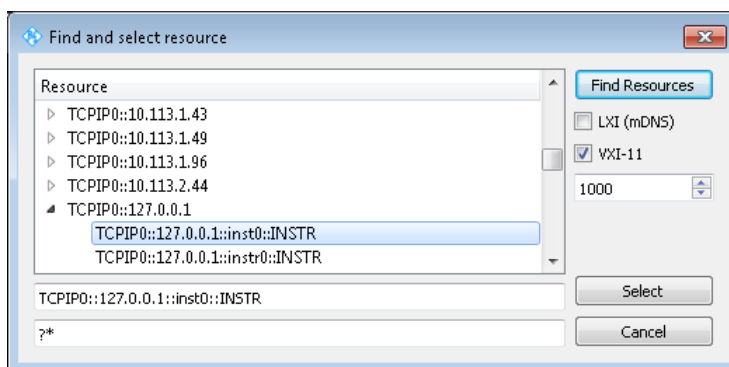 Find and select resource
Resource
TCPIP0::10.113.1.43
TCPIP0::10.113.1.49
TCPIP0::10.113.1.96
TCPIP0::10.113.2.44
TCPIP0::127.0.0.1
TCPIP0::127.0.0.1::inst0::INSTR
TCPIP0::127.0.0.1::instr0::INSTR
TCPIP0::127.0.0.1::inst0::INSTR
?*
Find Resources
LXI (mDNS)
VXI-11
1000
Select
Cancel